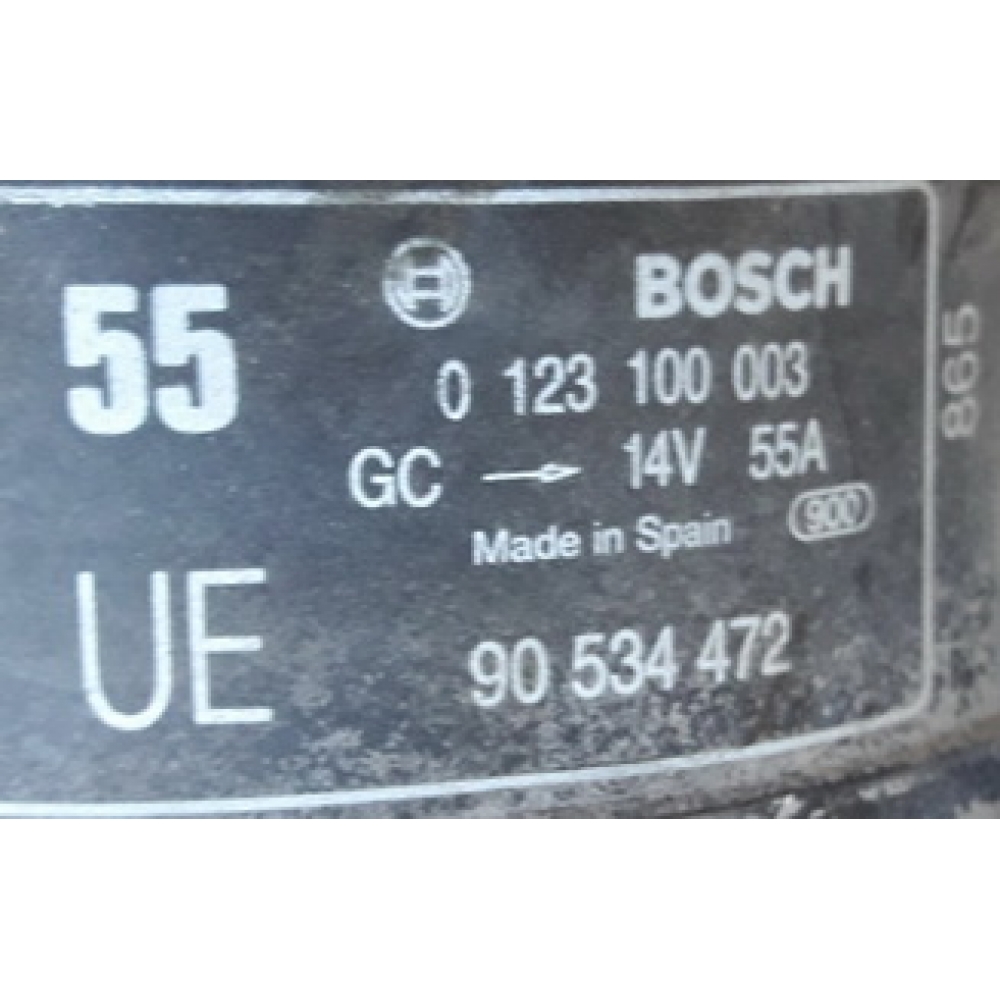 55
BOSCH
0 123 100 003
GC → 14V 55A
Made in Spain 900
UE
90 534 472
865